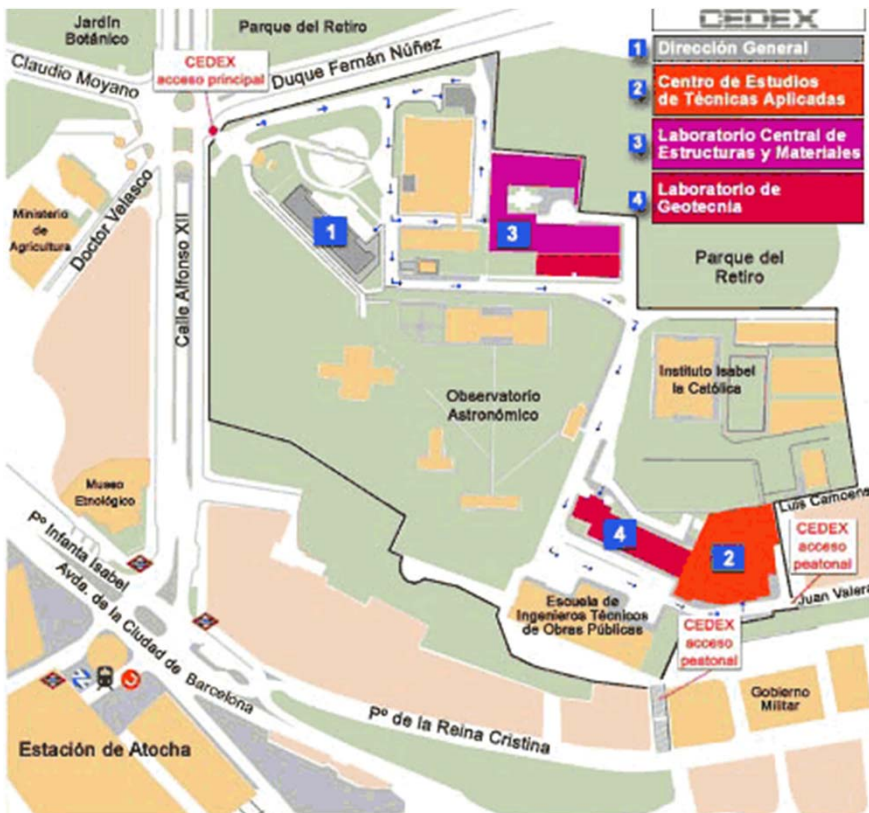 Jardín
Botánico
Parque del Retiro
CEDEX
1 Dirección General
2 Centro de Estudios
de Técnicas Aplicadas
3 Laboratorio Central de
Estructuras y Materiales
4 Laboratorio de
Geotecnia
Claudio Moyano
CEDEX
acceso principal
Duque Fernán Núñez
Ministerio
de
Agricultura
Doctor Velasco
Calle Alfonso XII
1
3
Parque del
Retiro
Observatorio
Astronómico
Instituto Isabel
la Católica
Museo
Etnológico
Pº Infanta Isabel
Avda. de la Ciudad de Barcelona
4
2
Luis Camoens
CEDEX
acceso
peatonal
Juan Valera
Escuela de
Ingenieros Técnicos
de Obras Públicas
CEDEX
acceso
peatonal
Pº de la Reina Cristina
Gobierno
Militar
Estación de Atocha